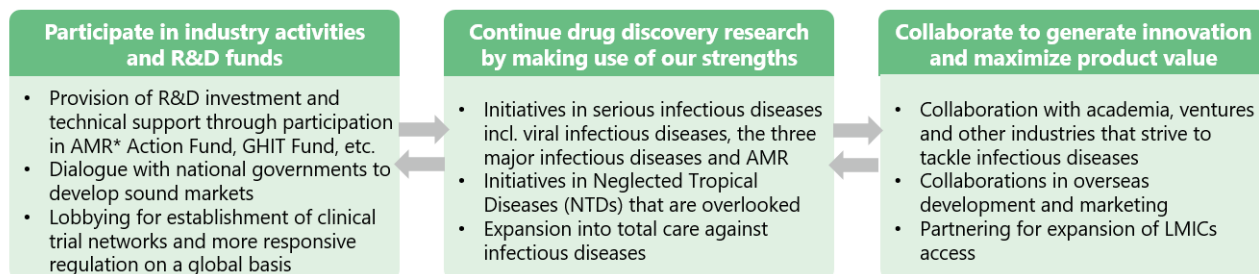 Participate in industry activities
and R&D funds
• Provision of R&D investment and
technical support through participation
in AMR* Action Fund, GHIT Fund, etc.
• Dialogue with national governments to
develop sound markets
• Lobbying for establishment of clinical
trial networks and more responsive
regulation on a global basis
Continue drug discovery research
by making use of our strengths
• Initiatives in serious infectious diseases
incl. viral infectious diseases, the three
major infectious diseases and AMR
• Initiatives in Neglected Tropical
Diseases (NTDs) that are overlooked
• Expansion into total care against
infectious diseases
Collaborate to generate innovation
and maximize product value
• Collaboration with academia, ventures
and other industries that strive to
tackle infectious diseases
• Collaborations in overseas
development and marketing
• Partnering for expansion of LMICs
access